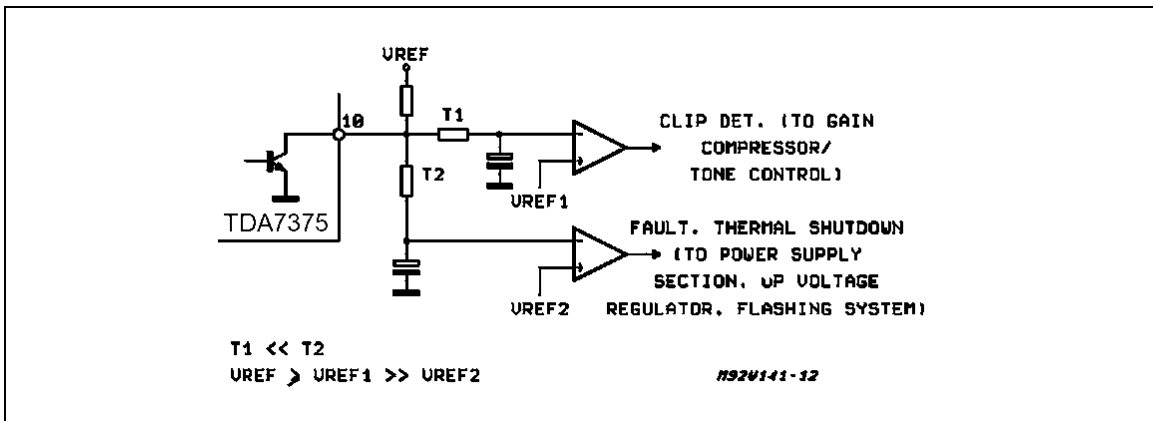 VREF
10
T1
CLIP DET. (TO GAIN
COMPRESSOR/
TONE CONTROL)
T2
VREF1
TDA7375
FAULT. THERMAL SHUTDOWN
(TO POWER SUPPLY
SECTION. uP VOLTAGE
REGULATOR. FLASHING SYSTEM)
VREF2
T1 << T2
VREF ⩾ VREF1 >> VREF2
M92W141-12